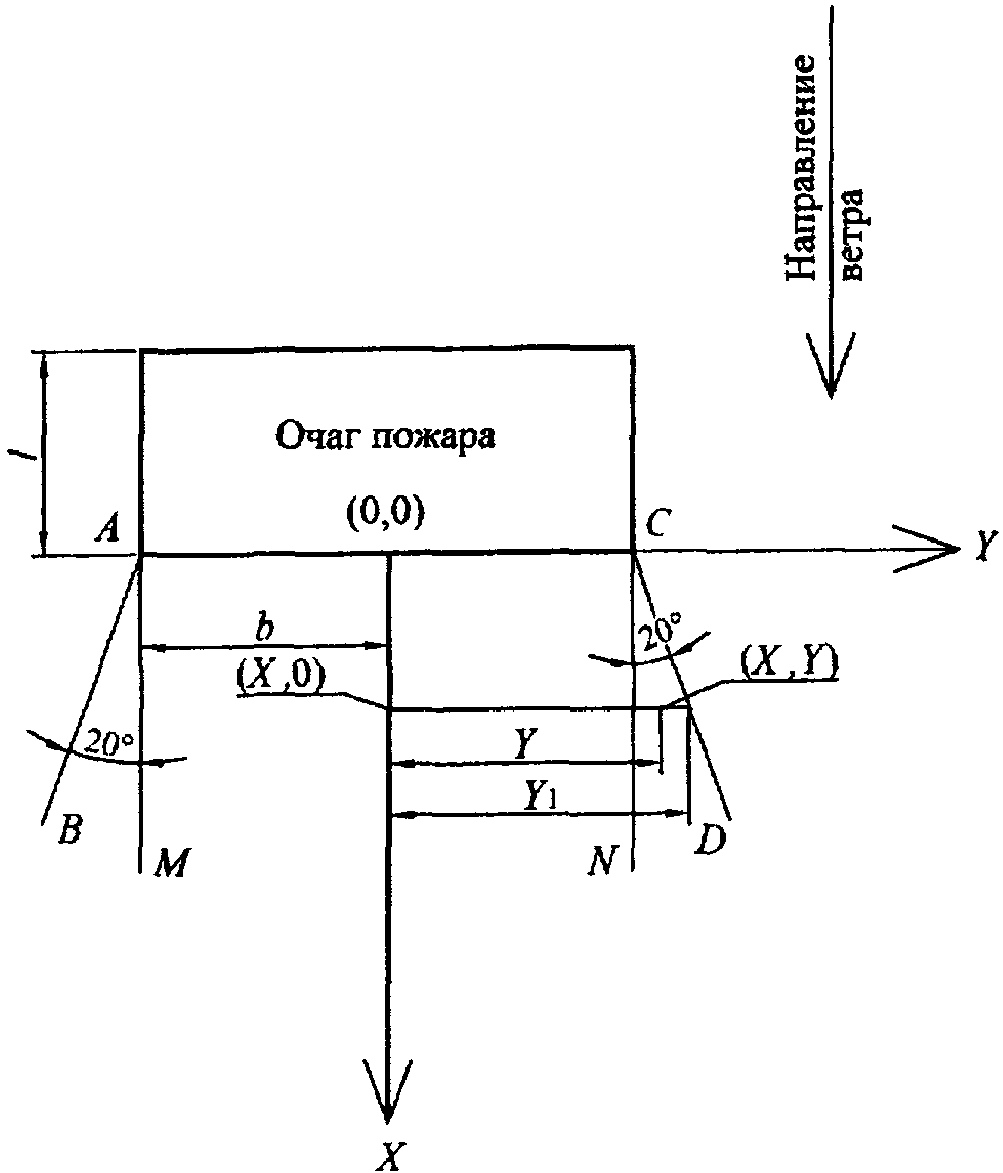 Направление
ветра
l
Очаг пожара
(0,0)
A
C
Y
b
20°
(X,0)
(X,Y)
20°
Y
Y1
B
M
N
D
X